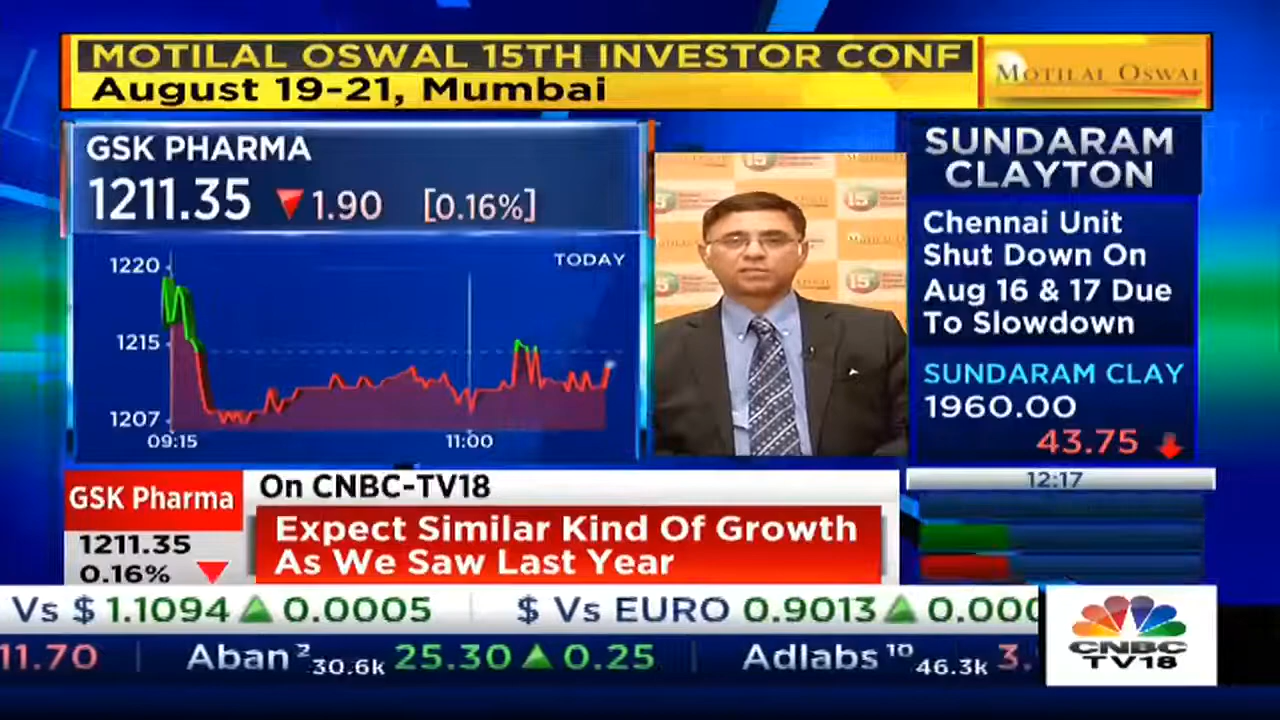 MOTILAL OSWAL 15TH INVESTOR CONF
August 19-21, Mumbai
MOTILAL OSWAL
GSK PHARMA
1211.35 ▼ 1.90 [0.16%]
TODAY
1220
1215
1207
09:15 11:00
15
SUNDARAM
CLAYTON
Chennai Unit
Shut Down On
Aug 16 & 17 Due
To Slowdown
SUNDARAM CLAY
1960.00
43.75
12:17
GSK Pharma
1211.35
0.16% ▼
On CNBC-TV18
Expect Similar Kind Of Growth
As We Saw Last Year
Vs $ 1.1094 ▲ 0.0005 $ Vs EURO 0.9013 ▲ 0.000
11.70 Aban 2 30.6k 25.30 ▲ 0.25 Adlabs 10 46.3k 3.
CNBC
TV18